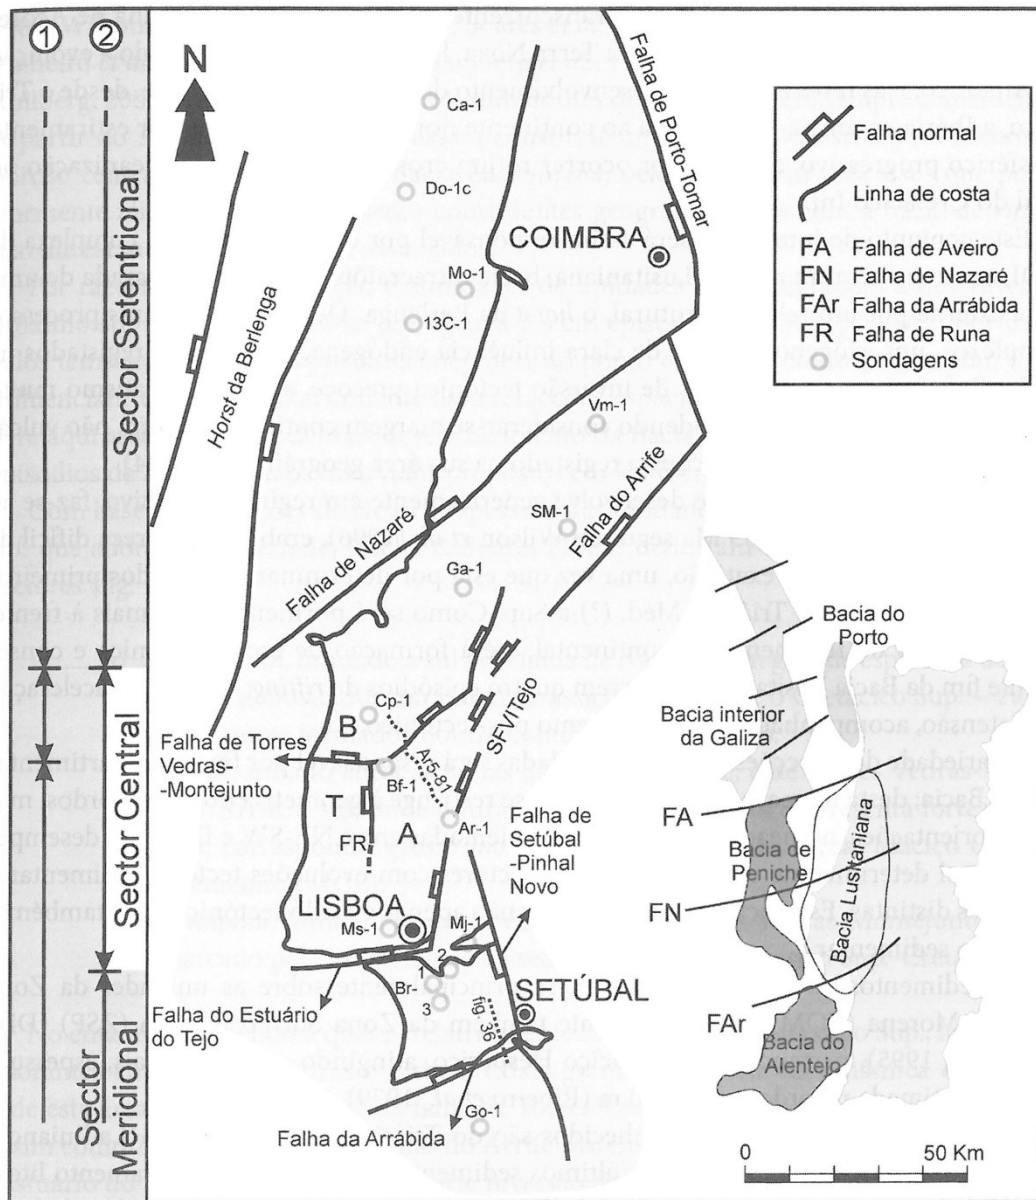 1
2
N
Sector Setentrional
Sector Central
Sector
Meridional
Ca-1
Do-1c
COIMBRA
Mo-1
13C-1
Falha de Porto-Tomar
Horst da Berlenga
Vm-1
SM-1
Falha do Arrife
Falha de Nazaré
Ga-1
SFVI Tejo
Cp-1
B
Ar5-81
Falha de Torres
Vedras-
-Montejunto
Bf-1
T
A
Ar-1
FR
Falha de
Setúbal
-Pinhal
Novo
LISBOA
Ms-1
Mj-1
2
1
Br-
3
fig. 36
SETÚBAL
Falha do Estuário
do Tejo
Go-1
Falha da Arrábida
Falha normal
Linha de costa
FA Falha de Aveiro
FN Falha de Nazaré
FAr Falha da Arrábida
FR Falha de Runa
Sondagens
Bacia do
Porto
Bacia interior
da Galiza
FA
Bacia de
Peniche
Bacia Lusitaniana
FN
FAr
Bacia do
Alentejo
0 50 Km